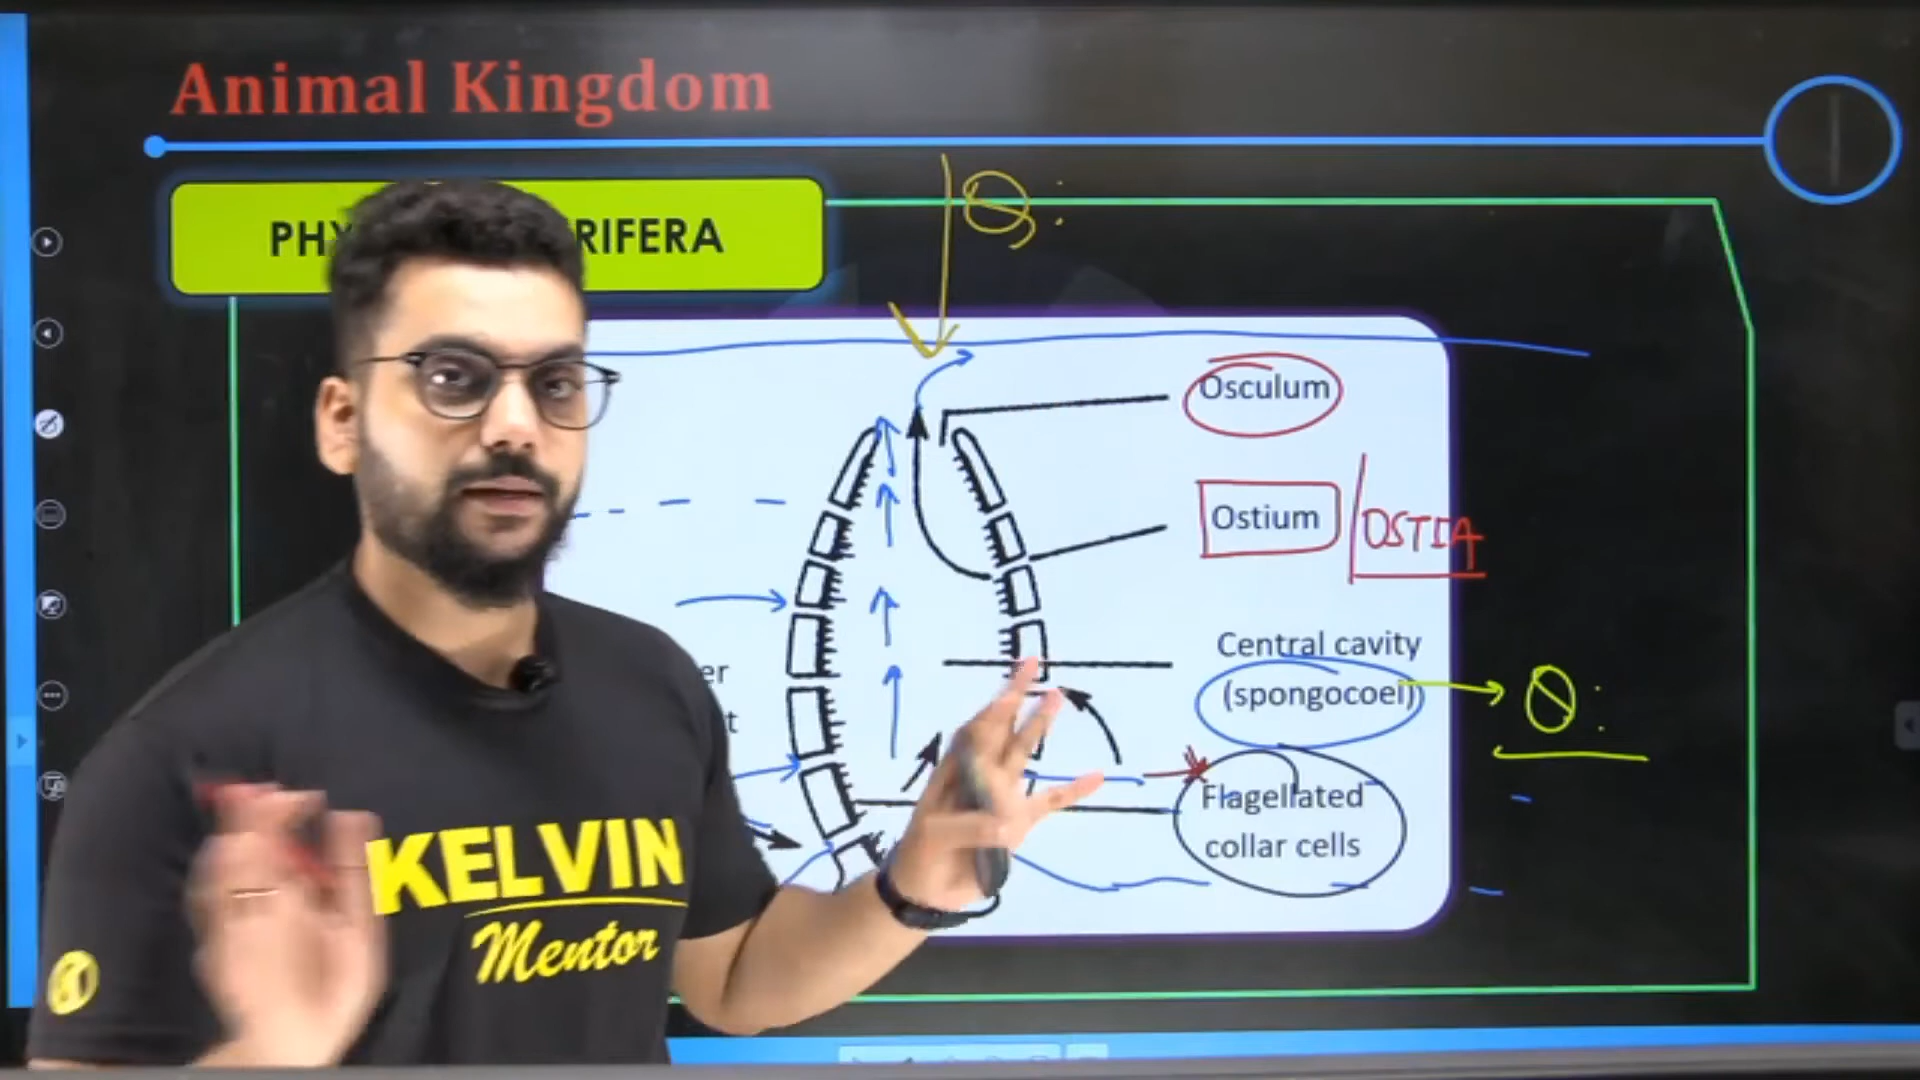 Animal Kingdom
PHY RIFERA
Q:
Osculum
Ostium
OSTIA
Central cavity
(spongocoel)
Q:
Flagellated
collar cells
er
t
KELVIN
Mentor